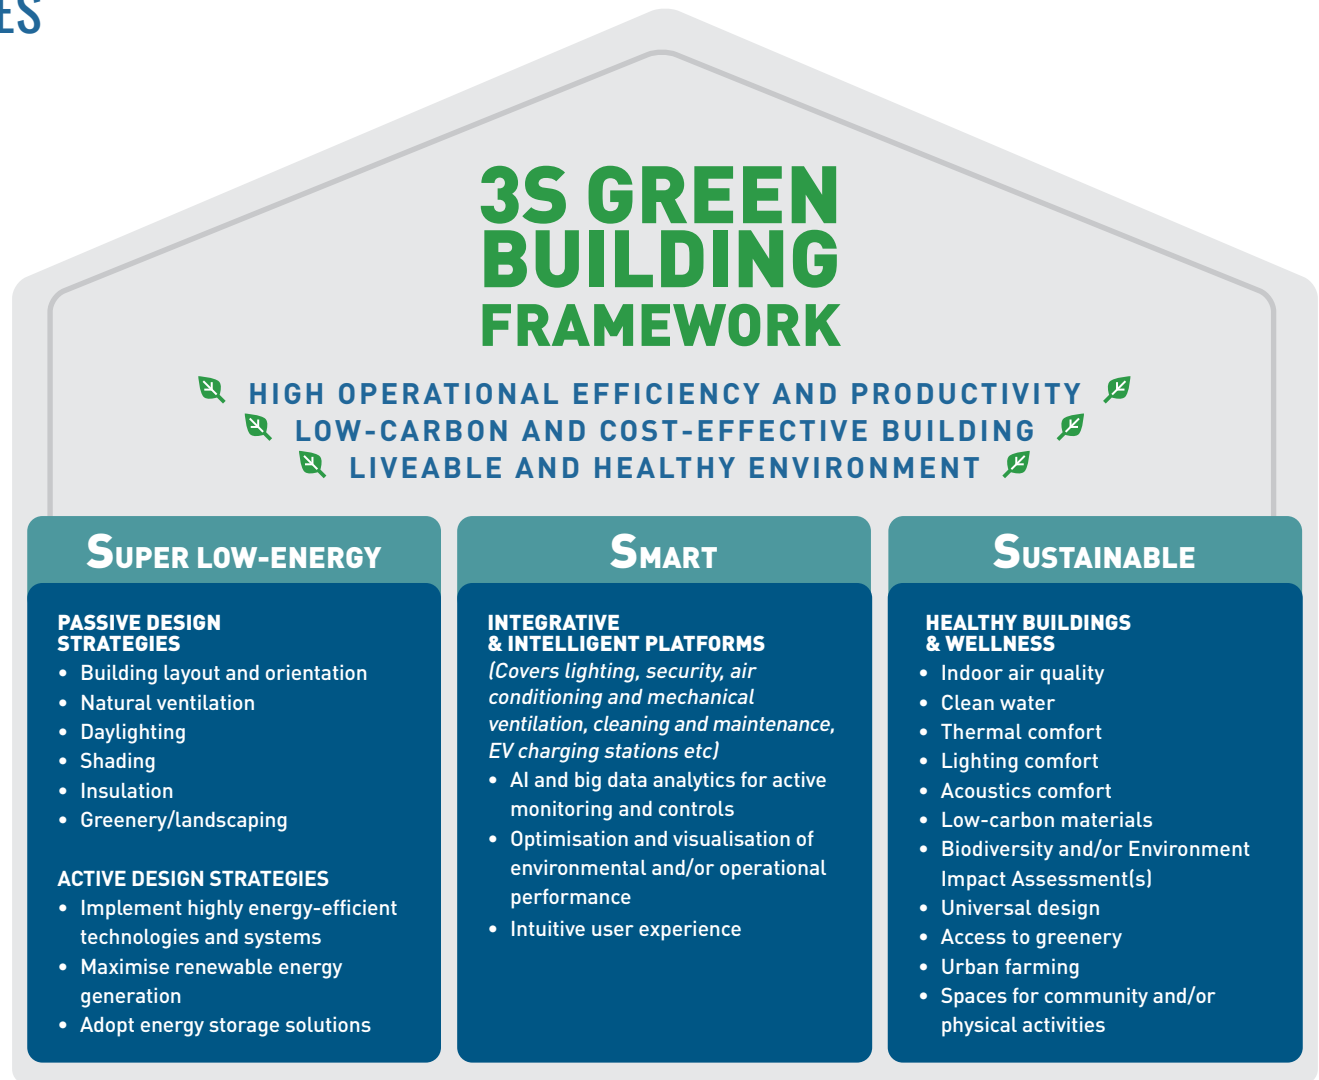 ES
3S GREEN
BUILDING
FRAMEWORK
HIGH OPERATIONAL EFFICIENCY AND PRODUCTIVITY
LOW-CARBON AND COST-EFFECTIVE BUILDING
LIVEABLE AND HEALTHY ENVIRONMENT
SUPER LOW-ENERGY
PASSIVE DESIGN
STRATEGIES
• Building layout and orientation
• Natural ventilation
• Daylighting
• Shading
• Insulation
• Greenery/landscaping
ACTIVE DESIGN STRATEGIES
• Implement highly energy-efficient
technologies and systems
• Maximise renewable energy
generation
• Adopt energy storage solutions
SMART
INTEGRATIVE
& INTELLIGENT PLATFORMS
(Covers lighting, security, air
conditioning and mechanical
ventilation, cleaning and maintenance,
EV charging stations etc)
• AI and big data analytics for active
monitoring and controls
• Optimisation and visualisation of
environmental and/or operational
performance
• Intuitive user experience
SUSTAINABLE
HEALTHY BUILDINGS
& WELLNESS
• Indoor air quality
• Clean water
• Thermal comfort
• Lighting comfort
• Acoustics comfort
• Low-carbon materials
• Biodiversity and/or Environment
Impact Assessment(s)
• Universal design
• Access to greenery
• Urban farming
• Spaces for community and/or
physical activities